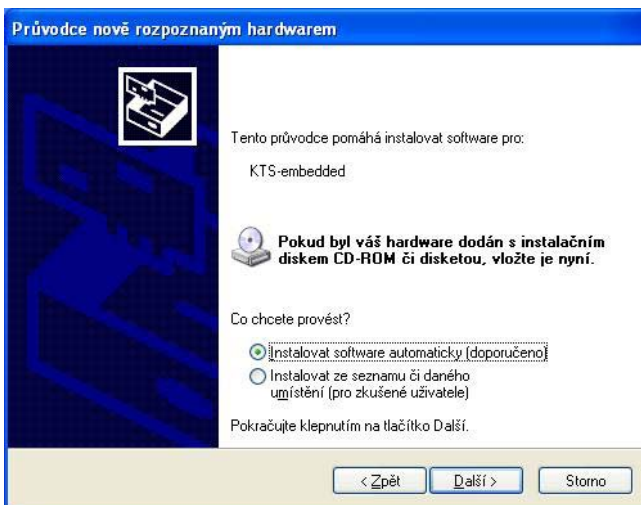 Průvodce nově rozpoznaným hardwarem
Tento průvodce pomáhá instalovat software pro:
KTS-embedded
Pokud byl váš hardware dodán s instalačním
diskem CD-ROM či disketou, vložte je nyní.
Co chcete provést?
Instalovat software automaticky (doporučeno)
Instalovat ze seznamu či daného
umístění (pro zkušené uživatele)
Pokračujte klepnutím na tlačítko Další.
< Zpět
Další >
Storno